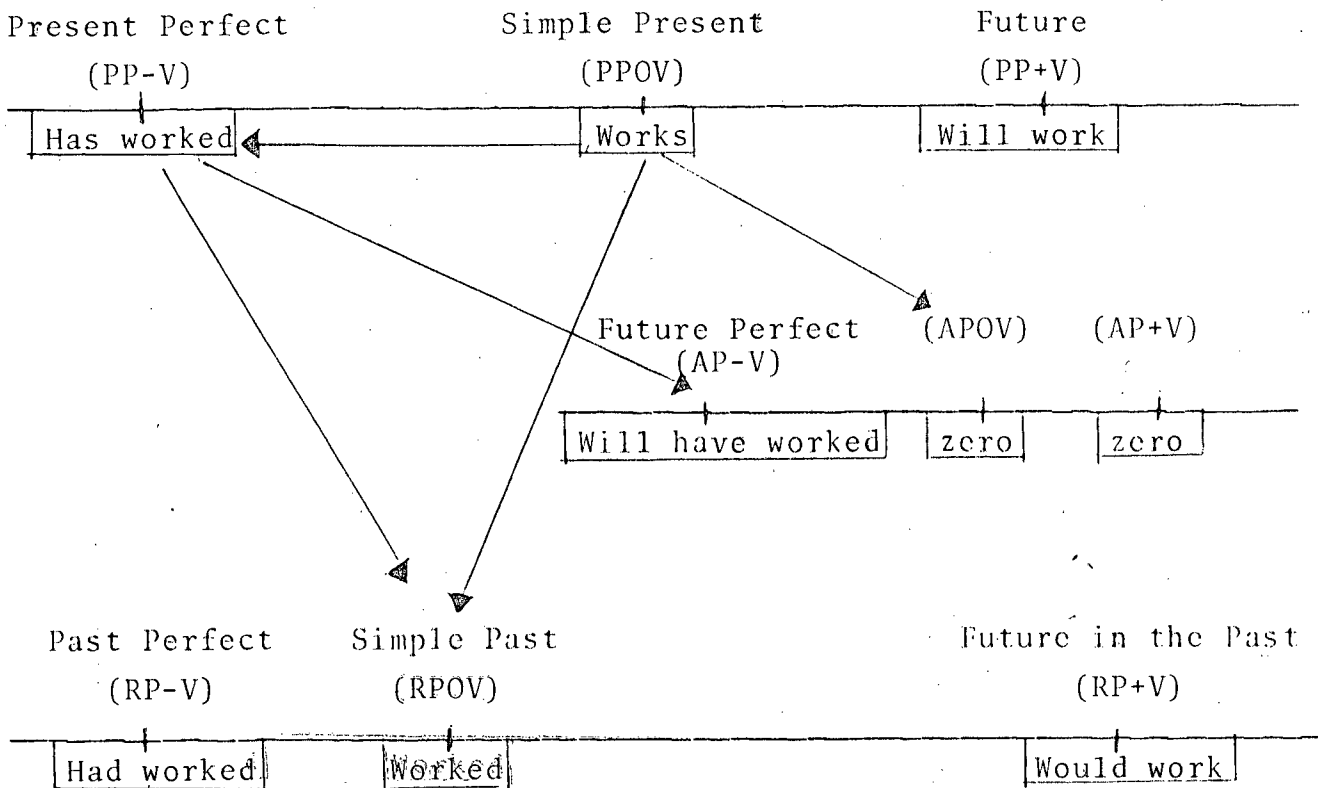 Present Perfect Simple Present Future
(PP-V) (PPOV) (PP+V)
Has worked Works Will work
Future Perfect (APOV) (AP+V)
(AP-V)
Will have worked zero zero
Past Perfect Simple Past Future in the Past
(RP-V) (RPOV) (RP+V)
Had worked Worked Would work